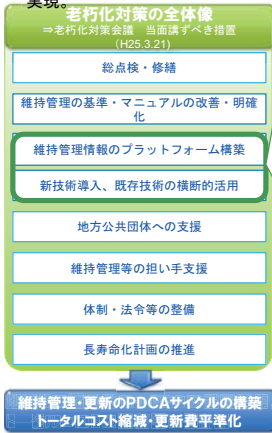 実現。
老朽化対策の全体像
⇒老朽化対策会議 当面講ずべき措置
（H25.3.21)
総点検・修繕
維持管理の基準・マニュアルの改善・明確
化
維持管理情報のプラットフォーム構築
新技術導入、既存技術の横断的活用
地方公共団体への支援
維持管理等の担い手支援
体制・法令等の整備
長寿命化計画の推進
維持管理・更新のPDCAサイクルの構築
トータルコスト縮減・更新費平準化